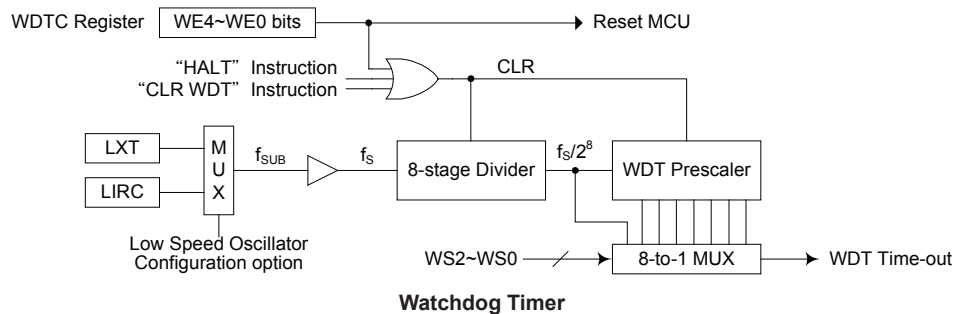 WDTC Register WE4~WE0 bits Reset MCU
“HALT” Instruction
CLR
“CLR WDT” Instruction
LXT
M
U
X
LIRC
fSUB
fS
8-stage Divider
fS/2⁸
WDT Prescaler
Low Speed Oscillator
Configuration option
WS2~WS0
8-to-1 MUX
WDT Time-out
Watchdog Timer